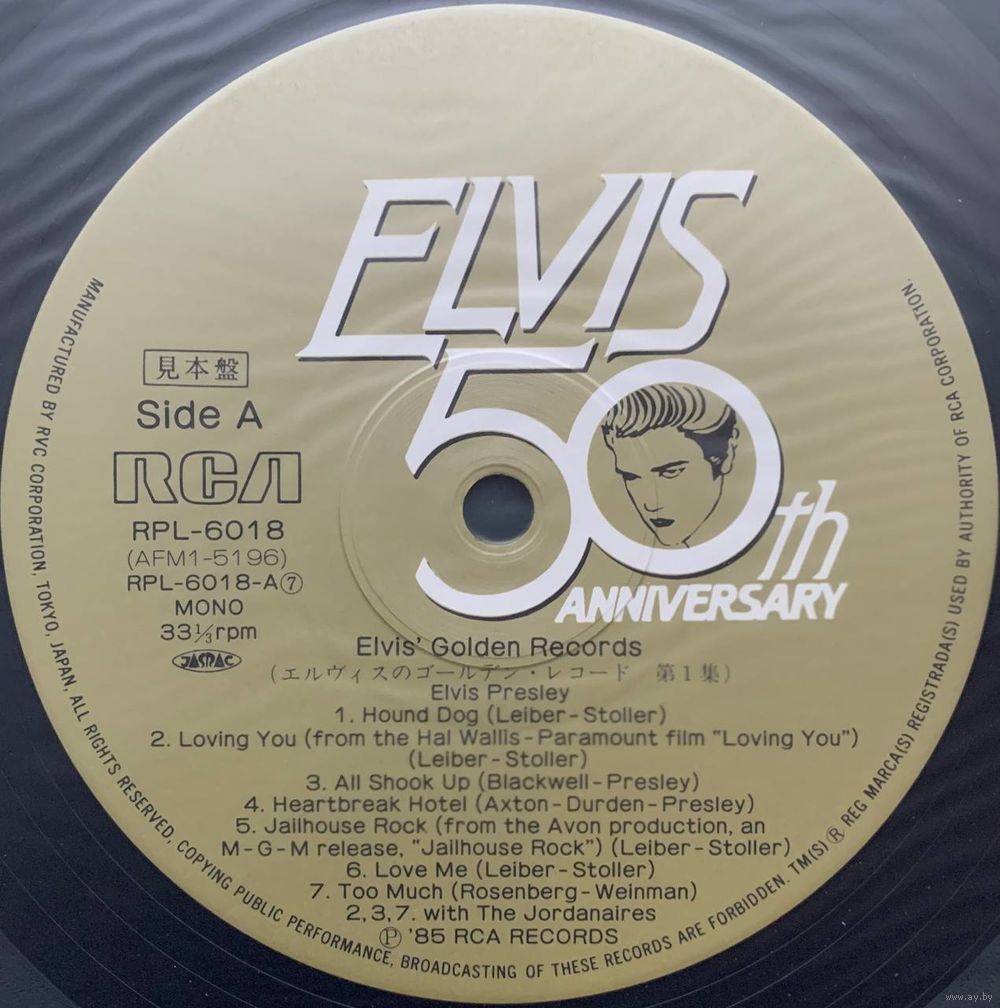 ELVIS
50th
ANNIVERSARY
見本盤
Side A
RCA
RPL-6018
(AFM1-5196)
RPL-6018-A⑦
MONO
33⅓rpm
JASRAC
Elvis' Golden Records
(エルヴィスのゴールデン・レコード 第1集)
Elvis Presley
1. Hound Dog (Leiber-Stoller)
2. Loving You (from the Hal Wallis-Paramount film "Loving You")
(Leiber-Stoller)
3. All Shook Up (Blackwell-Presley)
4. Heartbreak Hotel (Axton-Durden-Presley)
5. Jailhouse Rock (from the Avon production, an
M-G-M release, "Jailhouse Rock") (Leiber-Stoller)
6. Love Me (Leiber-Stoller)
7. Too Much (Rosenberg-Weinman)
2,3,7. with The Jordanaires
Ⓟ '85 RCA RECORDS
MANUFACTURED BY RVC CORPORATION, TOKYO, JAPAN, ALL RIGHTS RESERVED, COPYING PUBLIC PERFORMANCE, BROADCASTING OF THESE RECORDS ARE FORBIDDEN. TM(S) ® REG MARCA(S) REGISTRADA(S) USED BY AUTHORITY OF RCA CORPORATION.
www.ay.by